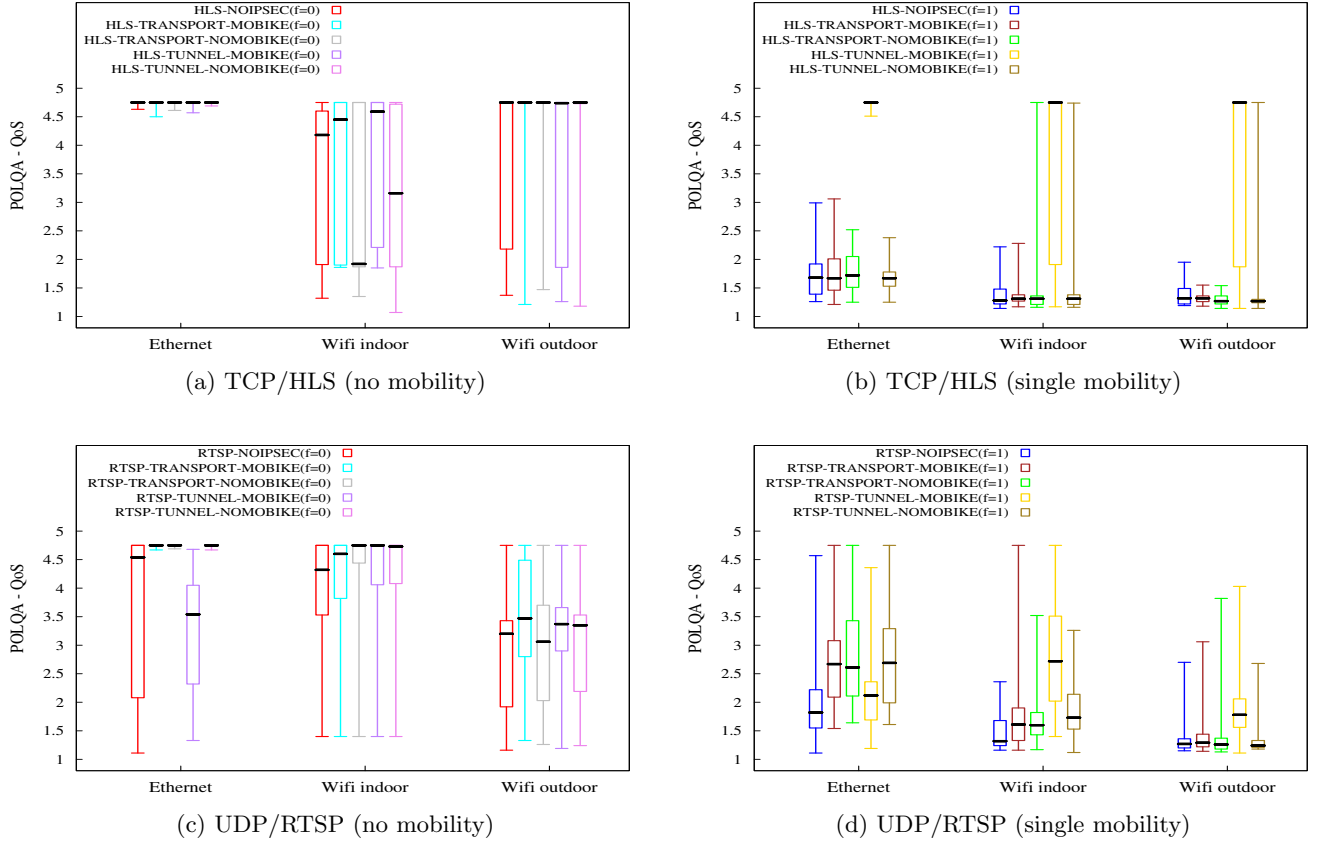 HLS-NOIPSEC(f=0)
HLS-TRANSPORT-MOBIKE(f=0)
HLS-TRANSPORT-NOMOBIKE(f=0)
HLS-TUNNEL-MOBIKE(f=0)
HLS-TUNNEL-NOMOBIKE(f=0)
5
4.5
4
3.5
3
2.5
2
1.5
1
POLQA - QoS
Ethernet Wifi indoor Wifi outdoor
(a) TCP/HLS (no mobility)
HLS-NOIPSEC(f=1)
HLS-TRANSPORT-MOBIKE(f=1)
HLS-TRANSPORT-NOMOBIKE(f=1)
HLS-TUNNEL-MOBIKE(f=1)
HLS-TUNNEL-NOMOBIKE(f=1)
5
4.5
4
3.5
3
2.5
2
1.5
1
POLQA - QoS
Ethernet Wifi indoor Wifi outdoor
(b) TCP/HLS (single mobility)
RTSP-NOIPSEC(f=0)
RTSP-TRANSPORT-MOBIKE(f=0)
RTSP-TRANSPORT-NOMOBIKE(f=0)
RTSP-TUNNEL-MOBIKE(f=0)
RTSP-TUNNEL-NOMOBIKE(f=0)
5
4.5
4
3.5
3
2.5
2
1.5
1
POLQA - QoS
Ethernet Wifi indoor Wifi outdoor
(c) UDP/RTSP (no mobility)
RTSP-NOIPSEC(f=1)
RTSP-TRANSPORT-MOBIKE(f=1)
RTSP-TRANSPORT-NOMOBIKE(f=1)
RTSP-TUNNEL-MOBIKE(f=1)
RTSP-TUNNEL-NOMOBIKE(f=1)
5
4.5
4
3.5
3
2.5
2
1.5
1
POLQA - QoS
Ethernet Wifi indoor Wifi outdoor
(d) UDP/RTSP (single mobility)